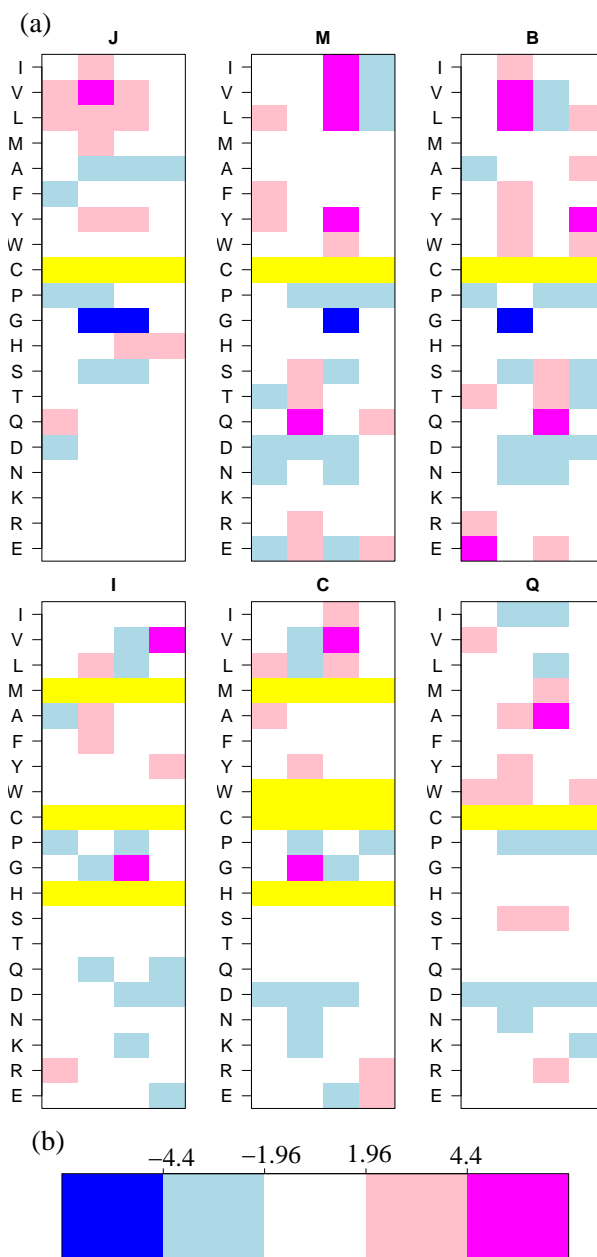 (a)
J M B
I I I
V V V
L L L
M M M
A A A
F F F
Y Y Y
W W W
C C C
P P P
G G G
H H H
S S S
T T T
Q Q Q
D D D
N N N
K K K
R R R
E E E
I C Q
I I I
V V V
L L L
M M M
A A A
F F F
Y Y Y
W W W
C C C
P P P
G G G
H H H
S S S
T T T
Q Q Q
D D D
N N N
K K K
R R R
E E E
(b)
−4.4 −1.96 1.96 4.4